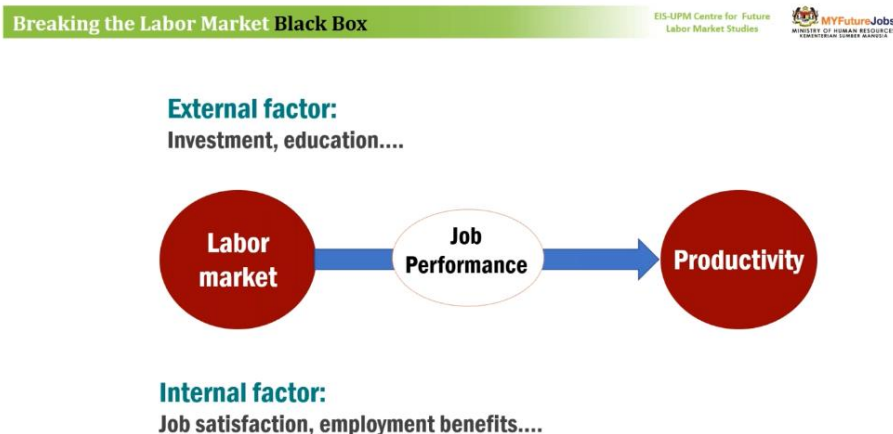 Breaking the Labor Market Black Box
EIS-UPM Centre for Future
Labor Market Studies
MYFutureJobs
MINISTRY OF HUMAN RESOURCES
KEMENTERIAN SUMBER MANUSIA
External factor:
Investment, education....
Labor
market
Job
Performance
Productivity
Internal factor:
Job satisfaction, employment benefits....